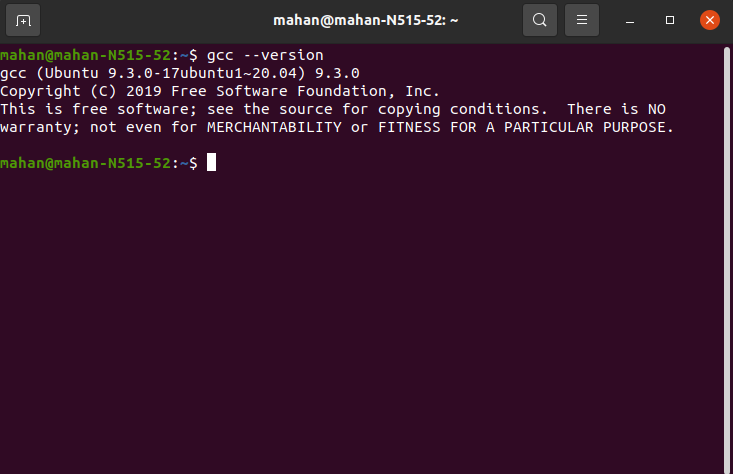 mahan@mahan-N515-52: ~
mahan@mahan-N515-52:~$ gcc --version
gcc (Ubuntu 9.3.0-17ubuntu1~20.04) 9.3.0
Copyright (C) 2019 Free Software Foundation, Inc.
This is free software; see the source for copying conditions.  There is NO
warranty; not even for MERCHANTABILITY or FITNESS FOR A PARTICULAR PURPOSE.
mahan@mahan-N515-52:~$